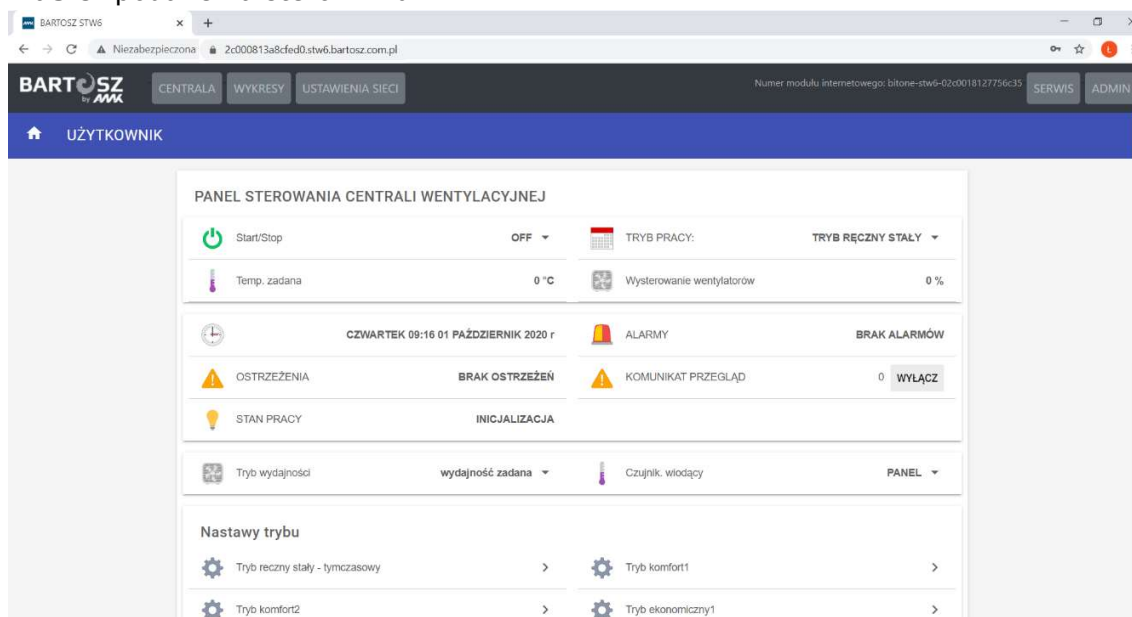 BARTOSZ STW6
Niezabezpieczona 2c000813a8cfed0.stw6.bartosz.com.pl
BARTOSZ CENTRALA WYKRESY USTAWIENIA SIECI Numer modułu internetowego: bitone-stw6-02c0018127756c35 SERWIS ADMIN
by
UŻYTKOWNIK
PANEL STEROWANIA CENTRALI WENTYLACYJNEJ
Start/Stop OFF TRYB PRACY: TRYB RĘCZNY STAŁY
Temp. zadana 0 °C Wysterowanie wentylatorów 0 %
CZWARTEK 09:16 01 PAŹDZIERNIK 2020 r ALARMY BRAK ALARMÓW
OSTRZEŻENIA BRAK OSTRZEŻEŃ KOMUNIKAT PRZEGLĄD 0 WYŁĄCZ
STAN PRACY INICJALIZACJA
Tryb wydajności wydajność zadana Czujnik. wiodący PANEL
Nastawy trybu
Tryb reczny stały - tymczasowy Tryb komfort1
Tryb komfort2 Tryb ekonomiczny1